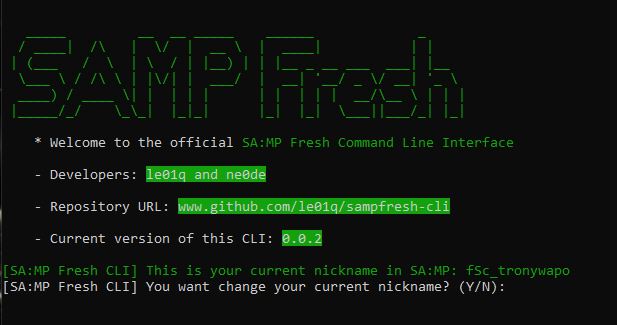 SAMP Fresh
* Welcome to the official SA:MP Fresh Command Line Interface
- Developers: le01q and ne0de
- Repository URL: www.github.com/le01q/sampfresh-cli
- Current version of this CLI: 0.0.2
[SA:MP Fresh CLI] This is your current nickname in SA:MP: fSc_tronywapo
[SA:MP Fresh CLI] You want change your current nickname? (Y/N):